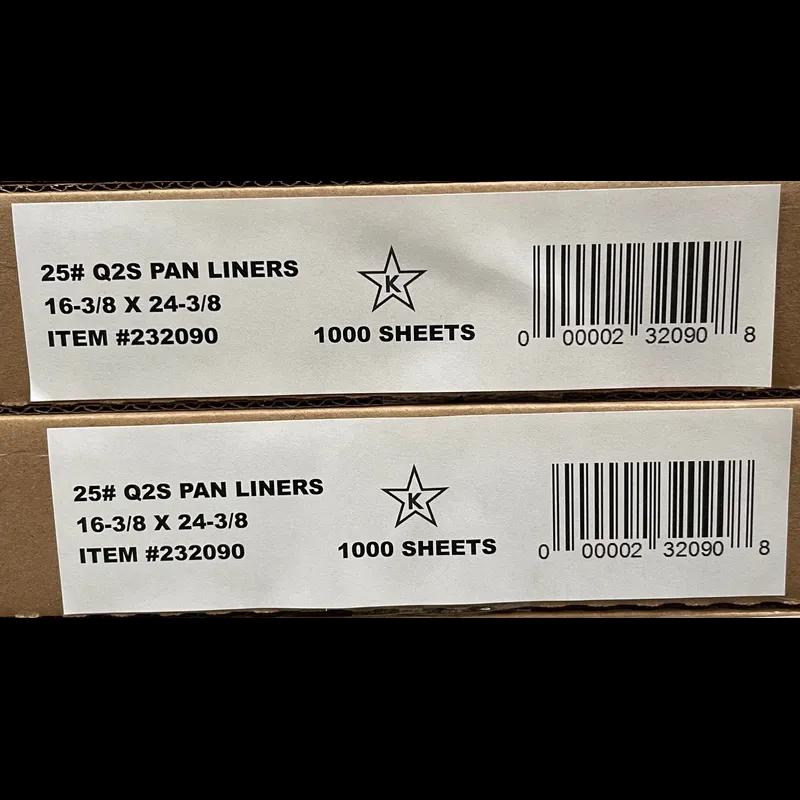 25# Q2S PAN LINERS
16-3/8 X 24-3/8
ITEM #232090
K
1000 SHEETS
0 00002 32090 8
25# Q2S PAN LINERS
16-3/8 X 24-3/8
ITEM #232090
K
1000 SHEETS
0 00002 32090 8